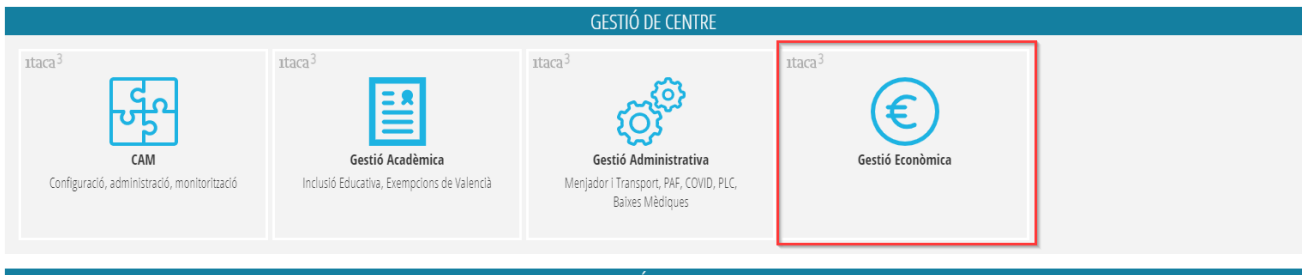 GESTIÓ DE CENTRE
ıtaca3
ıtaca3
ıtaca3
ıtaca3
€
CAM
Gestió Acadèmica
Gestió Administrativa
Gestió Econòmica
Configuració, administració, monitorització
Inclusió Educativa, Exempcions de Valencià
Menjador i Transport, PAF, COVID, PLC,
Baixes Mèdiques